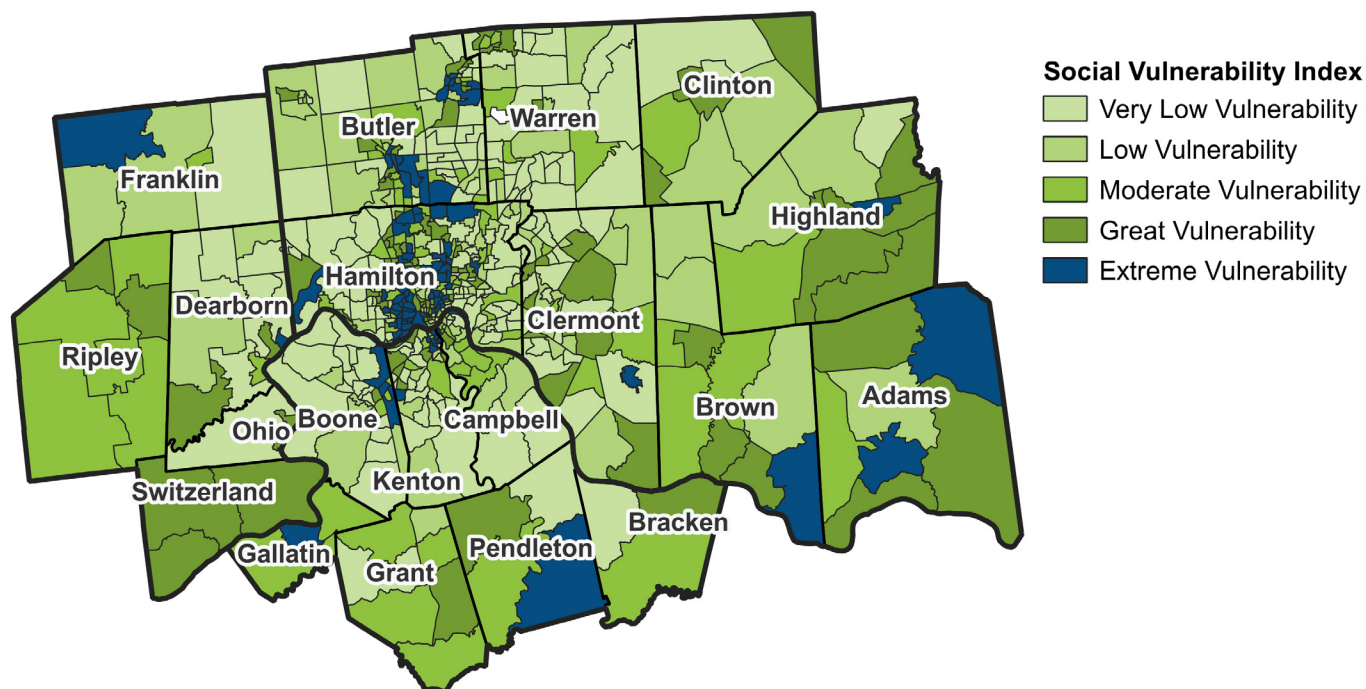 Social Vulnerability Index
Very Low Vulnerability
Low Vulnerability
Moderate Vulnerability
Great Vulnerability
Extreme Vulnerability
Clinton
Warren
Butler
Franklin
Highland
Hamilton
Dearborn
Clermont
Ripley
Adams
Brown
Boone
Campbell
Ohio
Kenton
Switzerland
Bracken
Pendleton
Gallatin
Grant